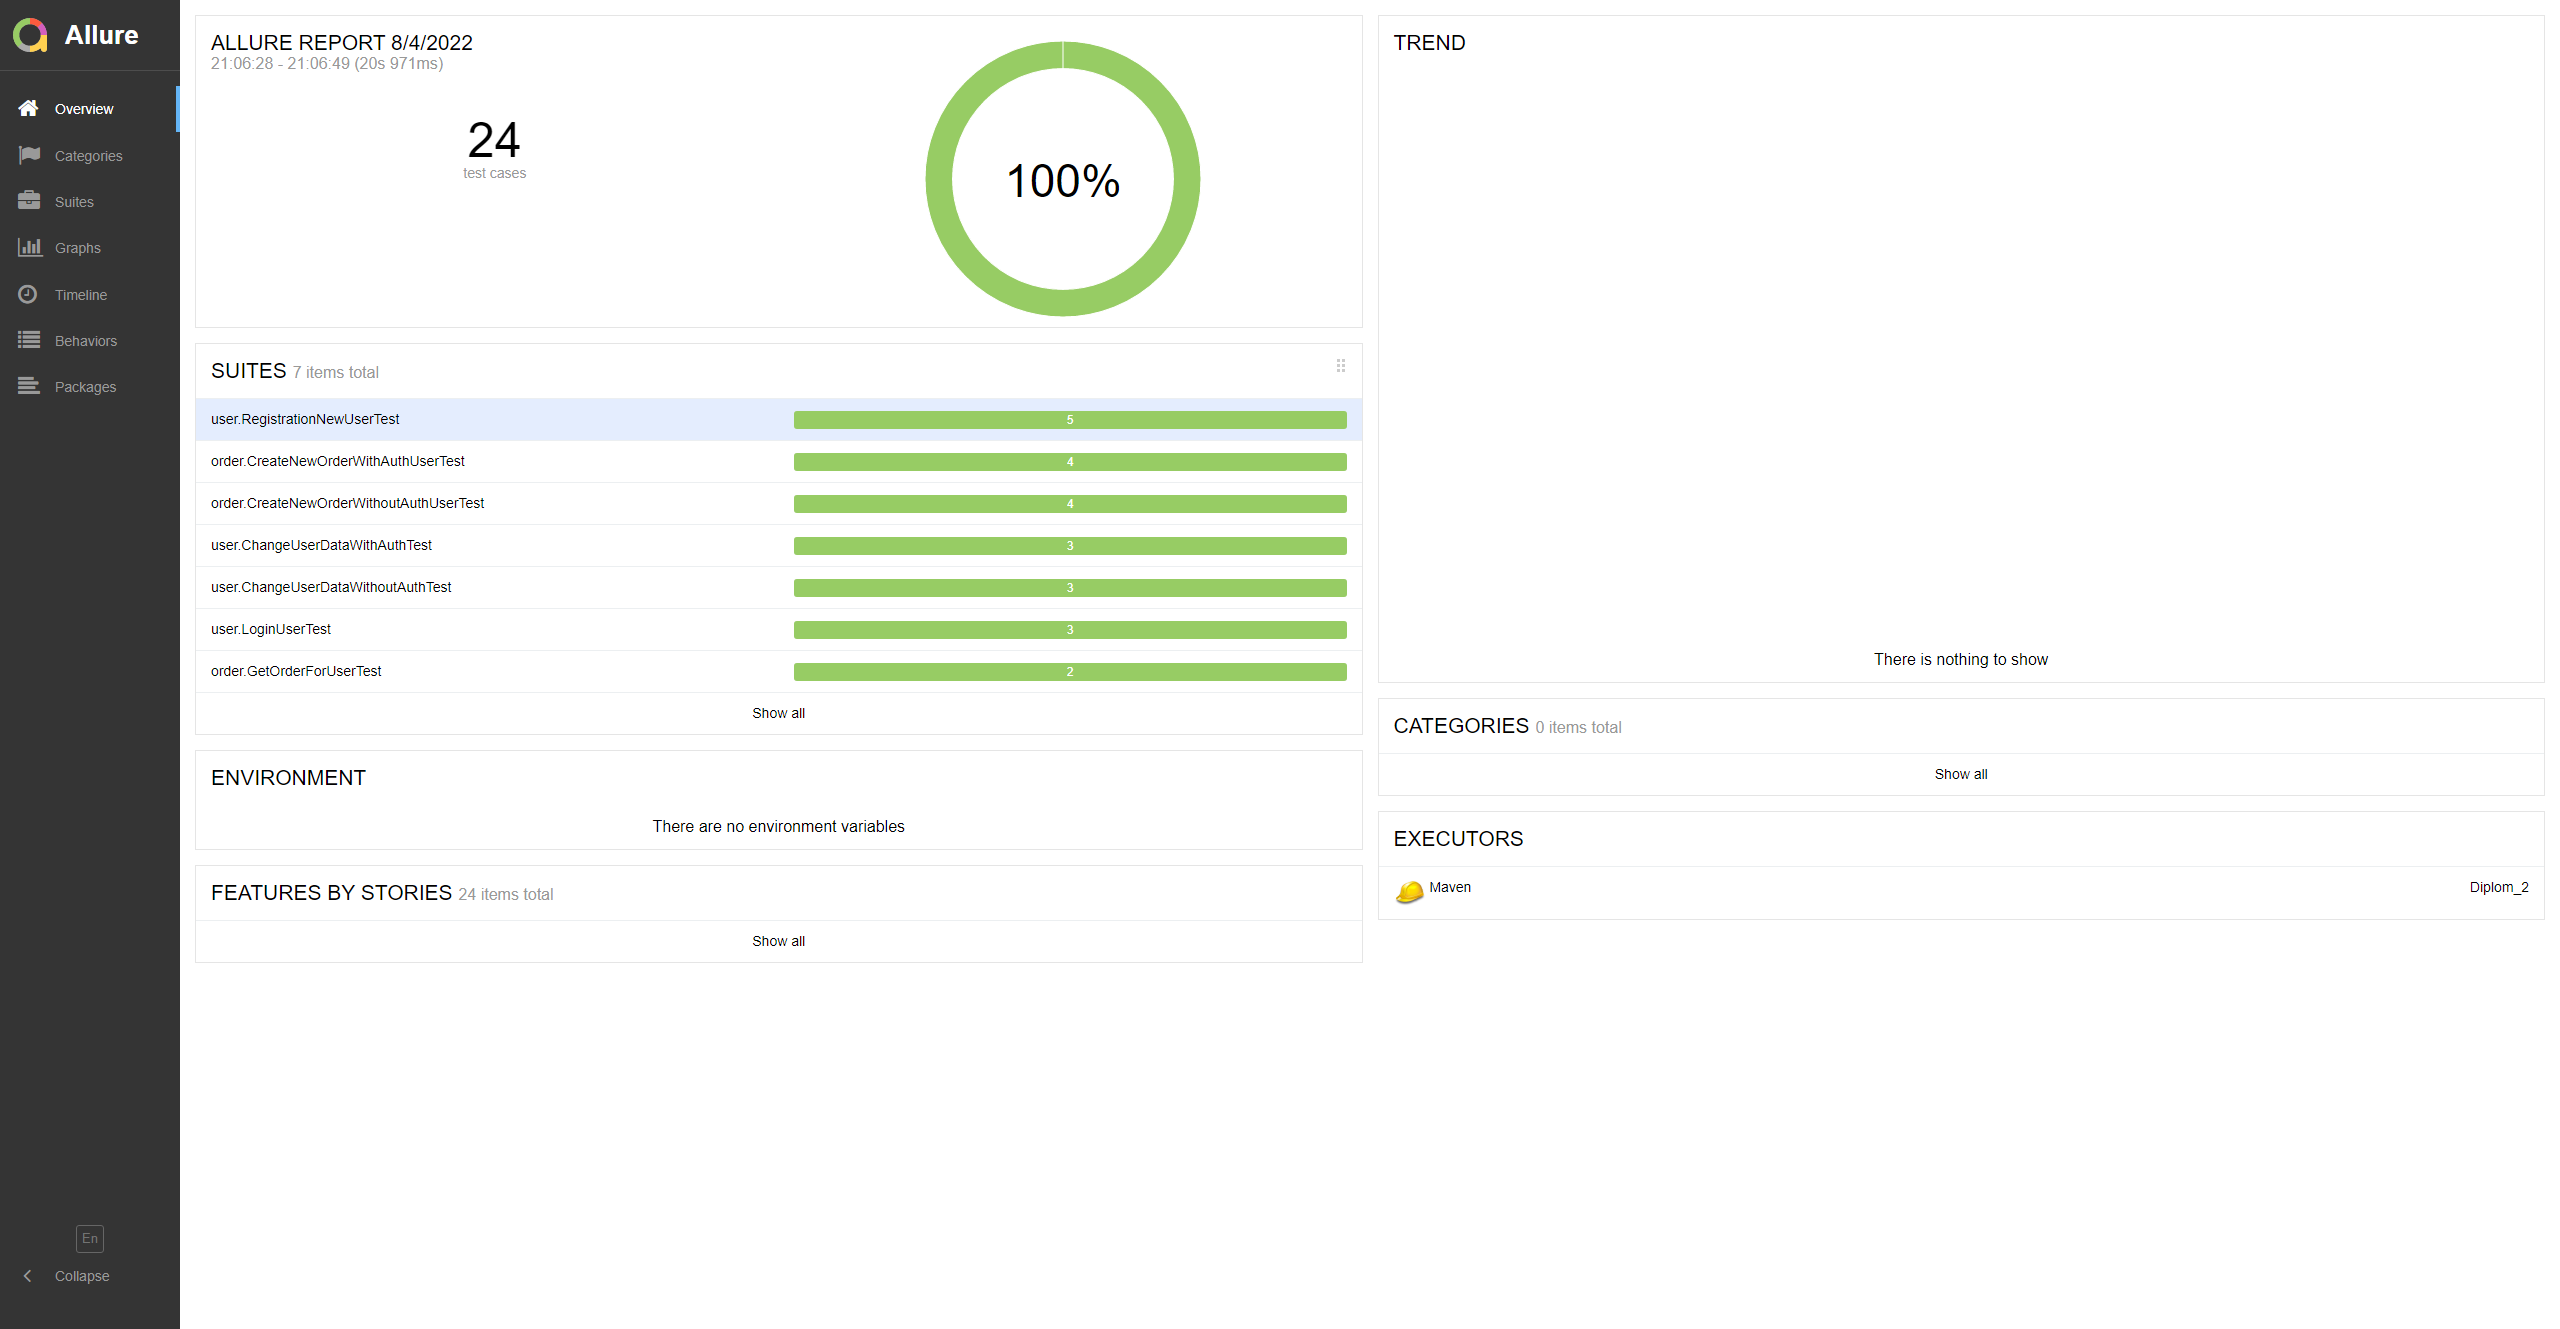 Allure
Overview
Categories
Suites
Graphs
Timeline
Behaviors
Packages
En
Collapse
ALLURE REPORT 8/4/2022
21:06:28 - 21:06:49 (20s 971ms)
24
test cases
100%
SUITES 7 items total
user.RegistrationNewUserTest 5
order.CreateNewOrderWithAuthUserTest 4
order.CreateNewOrderWithoutAuthUserTest 4
user.ChangeUserDataWithAuthTest 3
user.ChangeUserDataWithoutAuthTest 3
user.LoginUserTest 3
order.GetOrderForUserTest 2
Show all
ENVIRONMENT
There are no environment variables
FEATURES BY STORIES 24 items total
Show all
TREND
There is nothing to show
CATEGORIES 0 items total
Show all
EXECUTORS
Maven Diplom_2